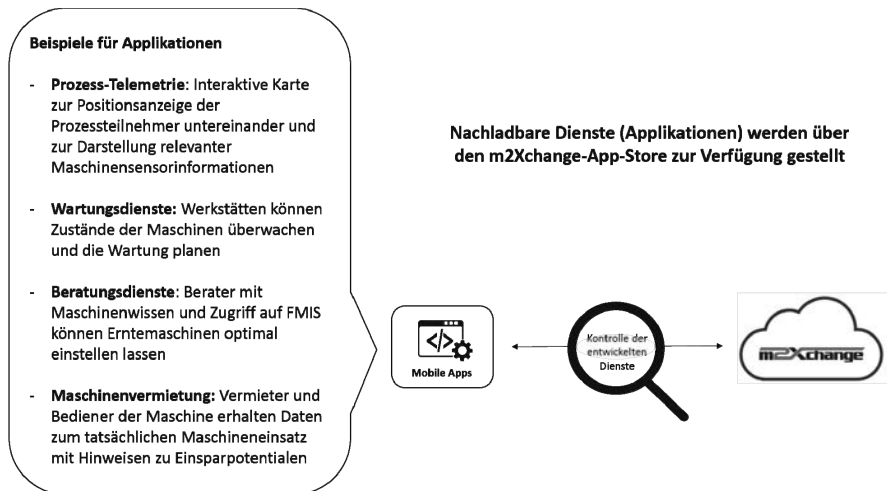 Beispiele für Applikationen
- Prozess-Telemetrie: Interaktive Karte
zur Positionsanzeige der
Prozessteilnehmer untereinander und
zur Darstellung relevanter
Maschinensensorinformationen
- Wartungsdienste: Werkstätten können
Zustände der Maschinen überwachen
und die Wartung planen
- Beratungsdienste: Berater mit
Maschinenwissen und Zugriff auf FMIS
können Erntemaschinen optimal
einstellen lassen
- Maschinenvermietung: Vermieter und
Bediener der Maschine erhalten Daten
zum tatsächlichen Maschineneinsatz
mit Hinweisen zu Einsparpotentialen
Nachladbare Dienste (Applikationen) werden über
den m2Xchange-App-Store zur Verfügung gestellt
</>
Mobile Apps
Kontrolle der
entwickelten
Dienste
m2Xchange